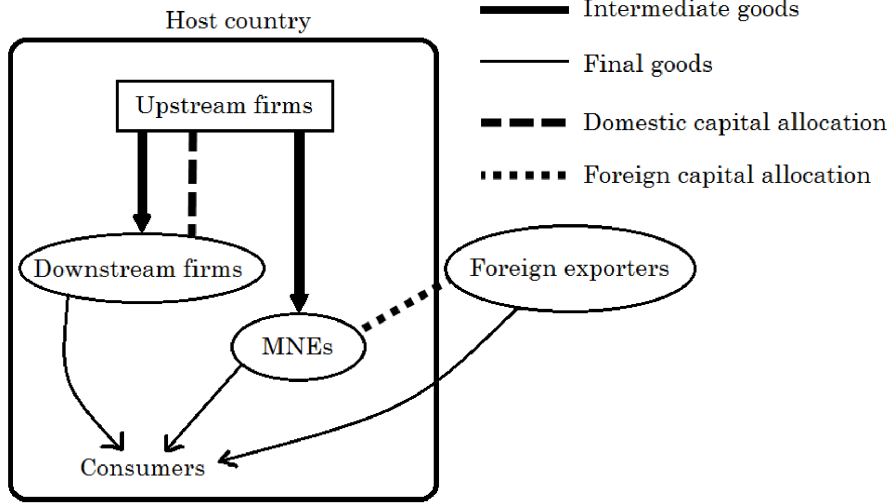 Host country
Intermediate goods
Final goods
Domestic capital allocation
Foreign capital allocation
Upstream firms
Downstream firms
Foreign exporters
MNEs
Consumers